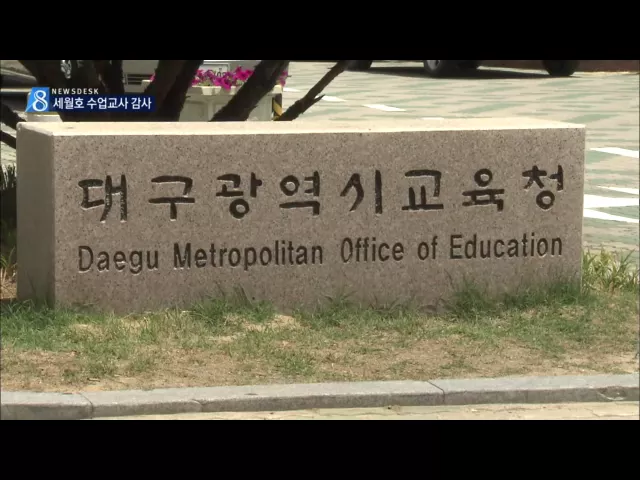 NEWSDESK
8 세월호 수업교사 감사
대구광역시교육청
Daegu Metropolitan Office of Education